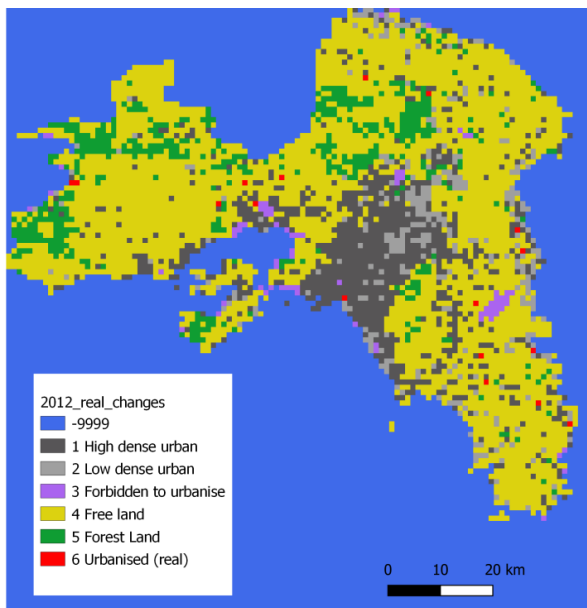 2012_real_changes
-9999
1 High dense urban
2 Low dense urban
3 Forbidden to urbanise
4 Free land
5 Forest Land
6 Urbanised (real)
0 10 20 km